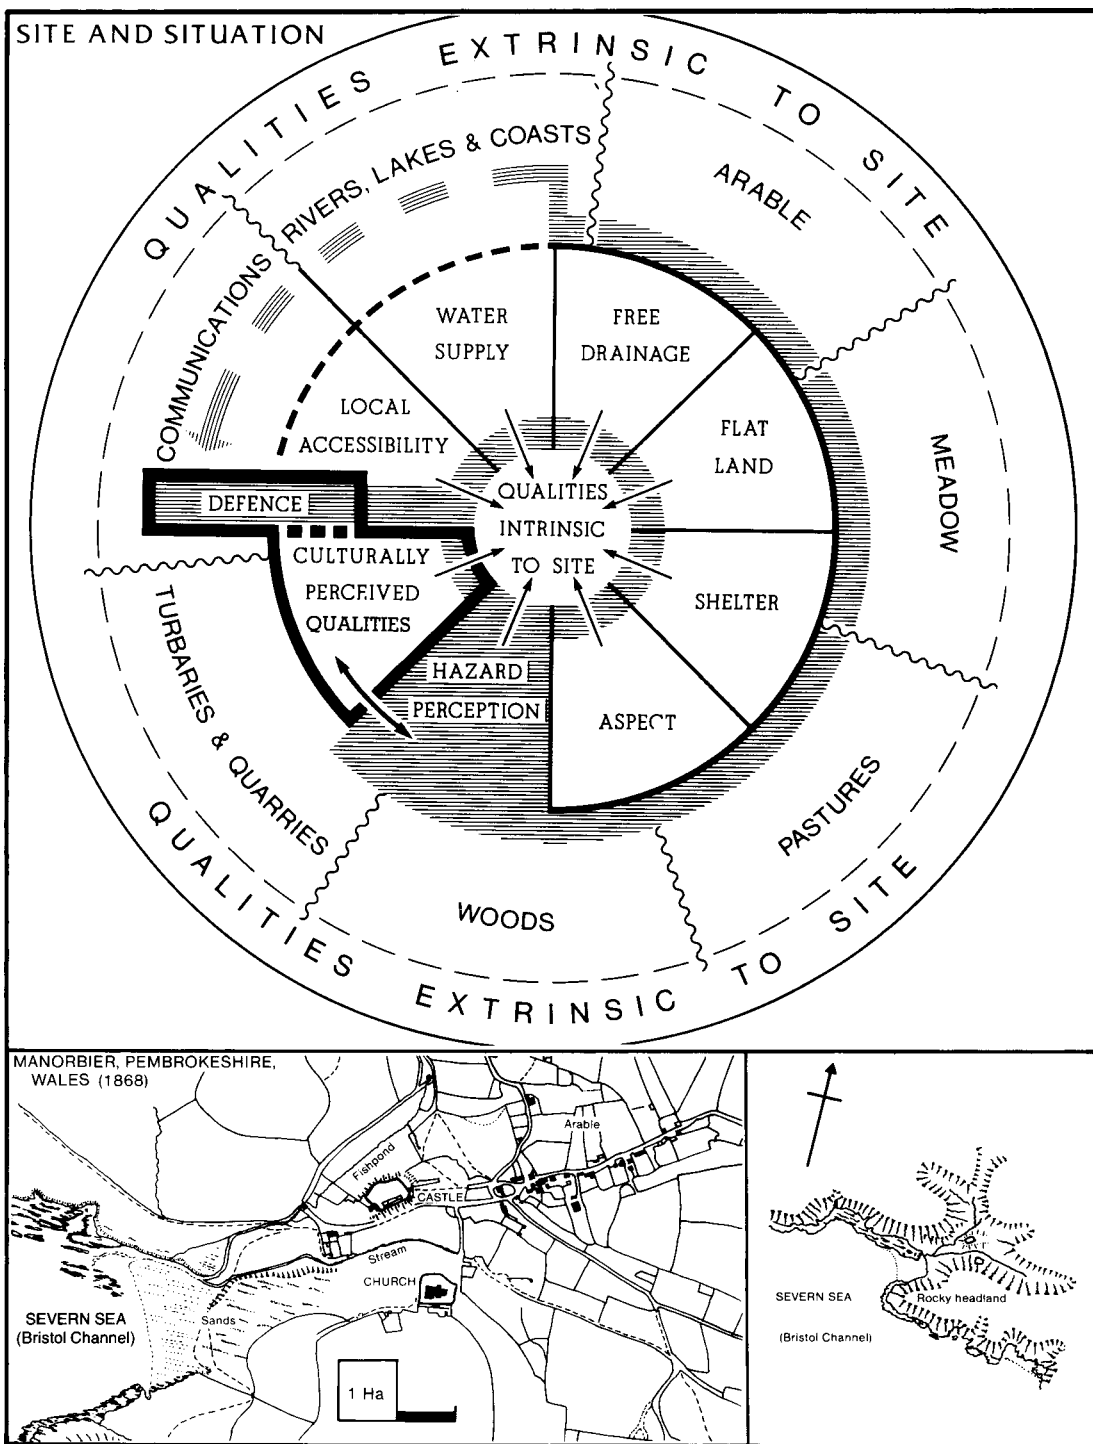 SITE AND SITUATION
QUALITIES EXTRINSIC TO SITE
RIVERS, LAKES & COASTS
ARABLE
COMMUNICATIONS
MEADOW
WATER
SUPPLY
FREE
DRAINAGE
LOCAL
ACCESSIBILITY
FLAT
LAND
DEFENCE
QUALITIES
INTRINSIC
TO SITE
CULTURALLY
PERCEIVED
QUALITIES
SHELTER
HAZARD
PERCEPTION
ASPECT
TURBARIES & QUARRIES
PASTURES
WOODS
QUALITIES EXTRINSIC TO SITE
MANORBIER, PEMBROKESHIRE,
WALES (1868)
Arable
Fishpond
CASTLE
Stream
CHURCH
SEVERN SEA
(Bristol Channel)
Sands
1 Ha
SEVERN SEA
(Bristol Channel)
Rocky headland